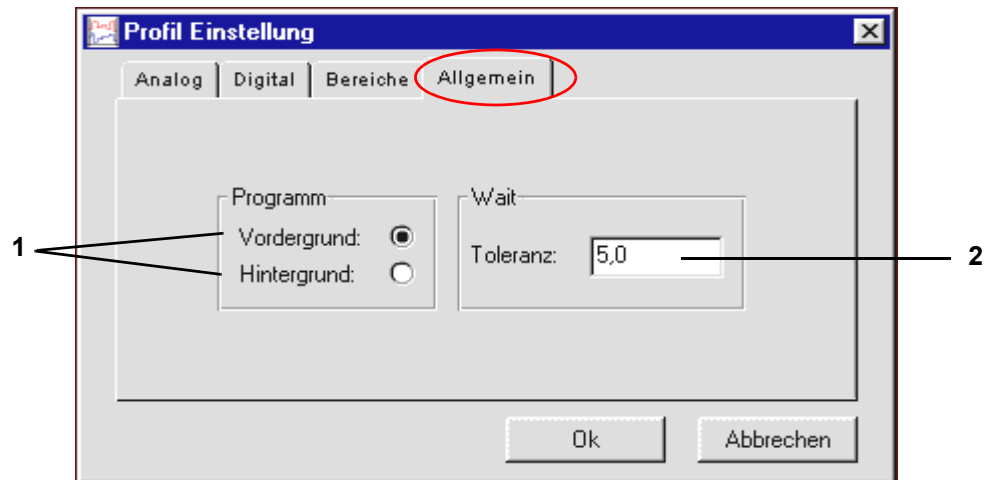 Profil Einstellung
Analog Digital Bereiche Allgemein
Programm
Vordergrund:
Hintergrund:
Wait
Toleranz: 5,0
1
2
Ok Abbrechen